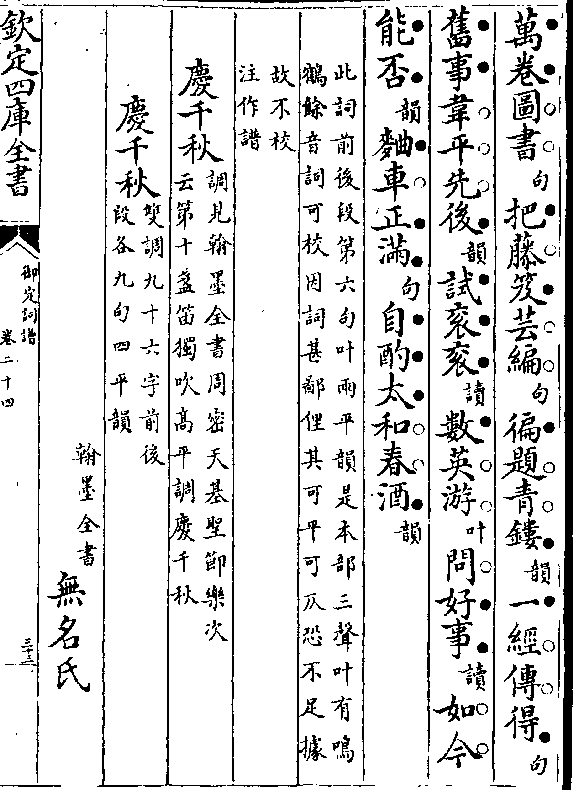 萬卷圖書句把藤笈芸編句徧題青鏤韻一經傳得句
舊事韋平先後韻試衮衮讀數英游叶問好事讀如今
能否韻麯車正滿句自酌太和春酒韻
此詞前後段第六句叶兩平韻是本部三聲叶有鳴
鶴餘音詞可校因詞甚鄙俚其可平可仄恐不足據
故不校
注作譜
慶千秋調見翰墨全書周密天基聖節樂次
云第十盞笛獨吹高平調慶千秋
慶千秋雙調九十六字前後
段各九句四平韻
翰墨全書 無名氏
欽定四庫全書
御定詞譜
卷二十四
三十三